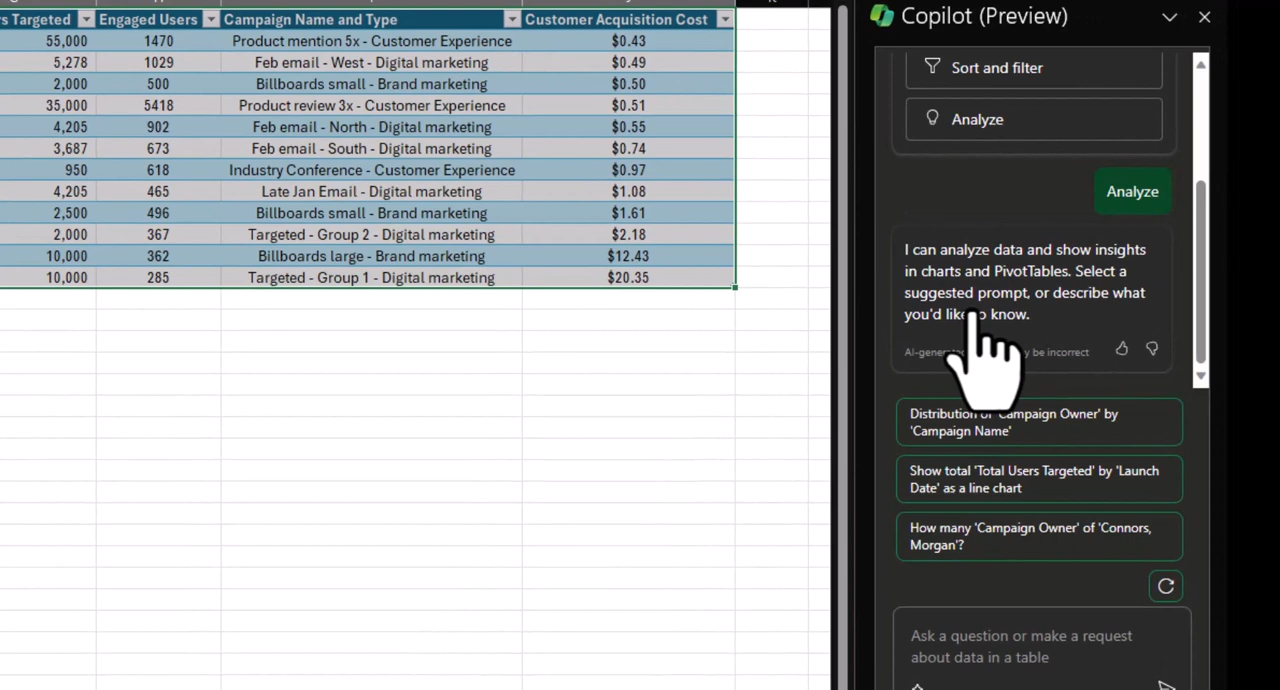 Targeted Engaged Users Campaign Name and Type Customer Acquisition Cost
55,000 1470 Product mention 5x - Customer Experience $0.43
5,278 1029 Feb email - West - Digital marketing $0.49
2,000 500 Billboards small - Brand marketing $0.50
35,000 5418 Product review 3x - Customer Experience $0.51
4,205 902 Feb email - North - Digital marketing $0.55
3,687 673 Feb email - South - Digital marketing $0.74
950 618 Industry Conference - Customer Experience $0.97
4,205 465 Late Jan Email - Digital marketing $1.08
2,500 496 Billboards small - Brand marketing $1.61
2,000 367 Targeted - Group 2 - Digital marketing $2.18
10,000 362 Billboards large - Brand marketing $12.43
10,000 285 Targeted - Group 1 - Digital marketing $20.35
Copilot (Preview)
Sort and filter
Analyze
Analyze
I can analyze data and show insights
in charts and PivotTables. Select a
suggested prompt, or describe what
you'd know.
be incorrect
Distribution 'Campaign Owner' by
'Campaign Name'
Show total 'Total Users Targeted' by 'Launch
Date' as a line chart
How many 'Campaign Owner' of 'Connors,
Morgan'?
Ask a question or make a request
about data in a table